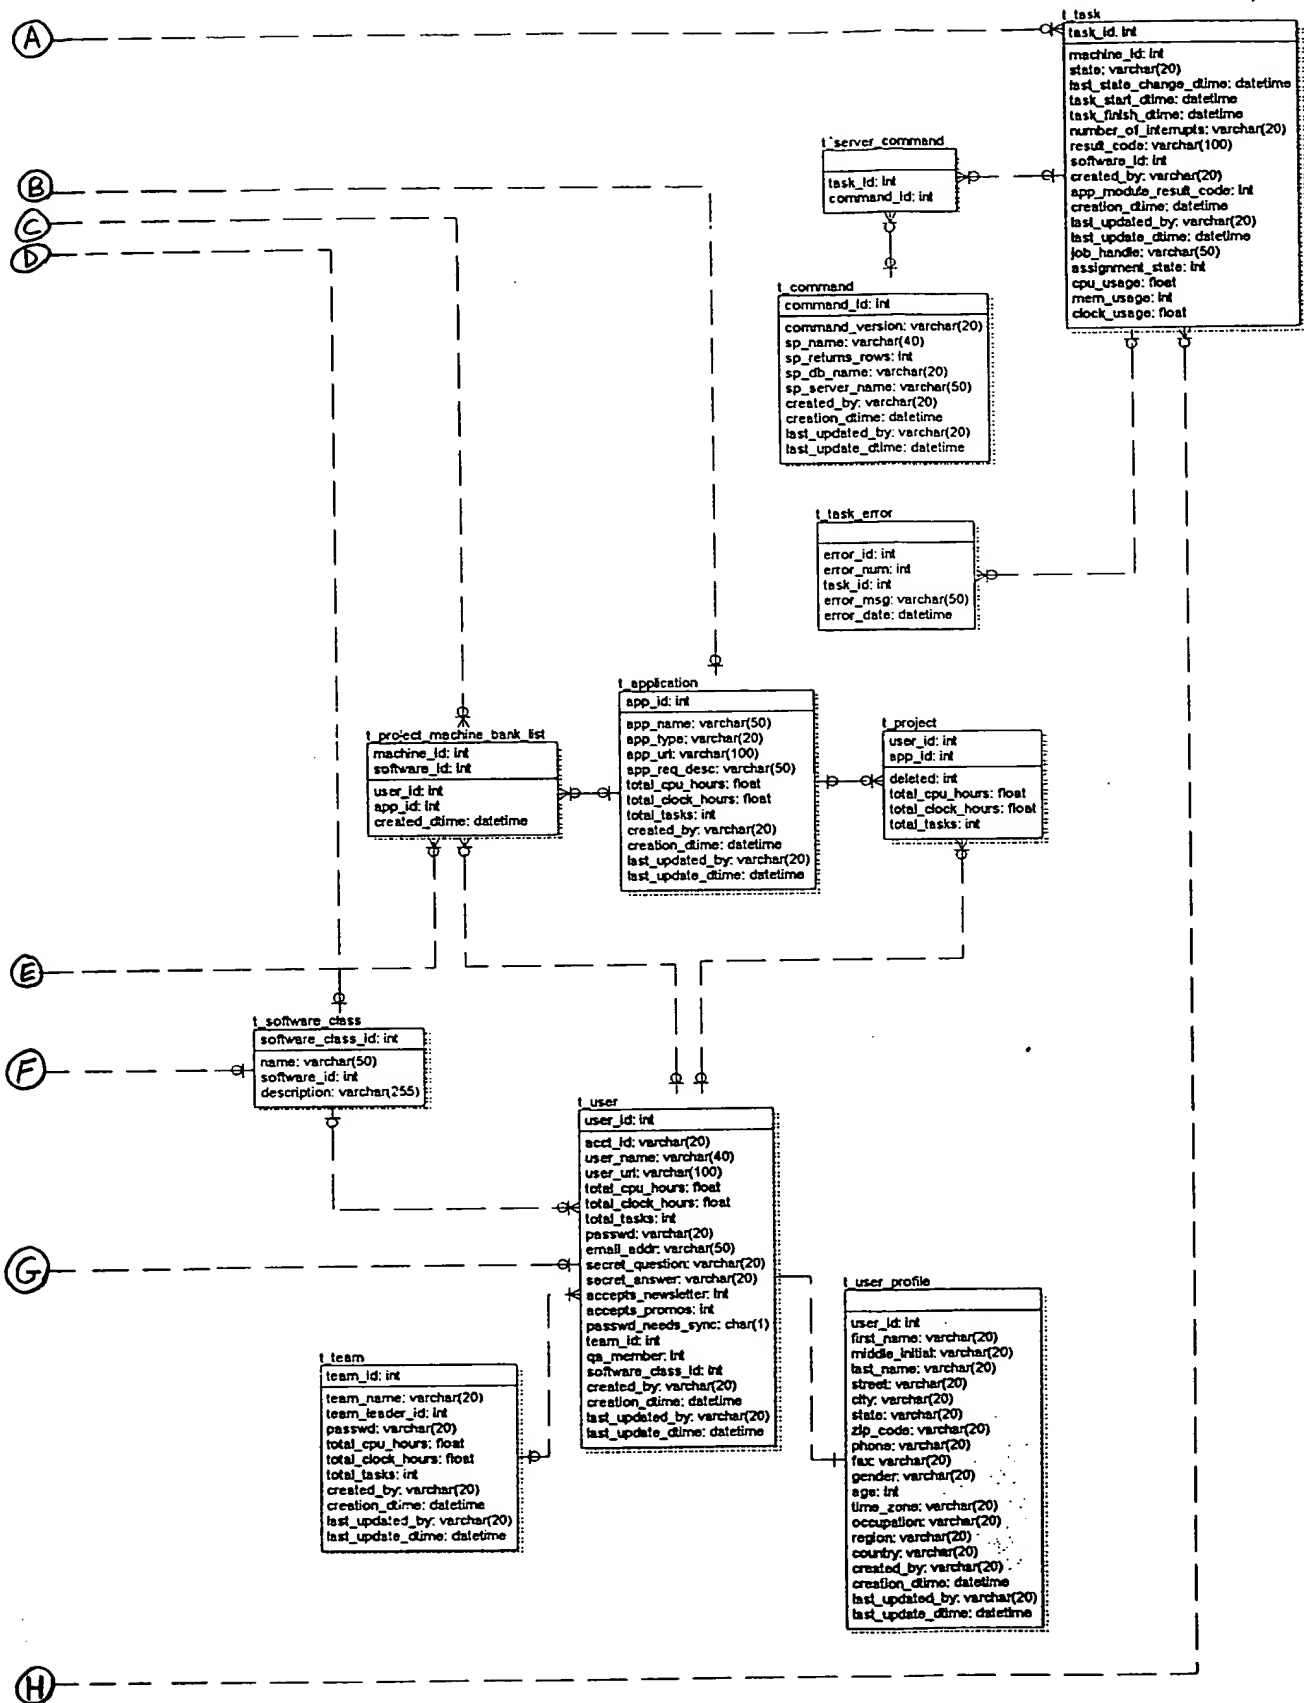 A
t_task
task_id: int
machine_id: int
state: varchar(20)
last_state_change_dtime: datetime
task_start_dtime: datetime
task_finish_dtime: datetime
number_of_interrupts: varchar(20)
result_code: varchar(100)
software_id: int
created_by: varchar(20)
app_module_result_code: int
creation_dtime: datetime
last_updated_by: varchar(20)
last_update_dtime: datetime
job_handle: varchar(50)
assignment_state: int
cpu_usage: float
mem_usage: int
clock_usage: float
t_server_command
task_id: int
command_id: int
B
C
D
t_command
command_id: int
command_version: varchar(20)
sp_name: varchar(40)
sp_returns_rows: int
sp_db_name: varchar(20)
sp_server_name: varchar(50)
created_by: varchar(20)
creation_dtime: datetime
last_updated_by: varchar(20)
last_update_dtime: datetime
t_task_error
error_id: int
error_num: int
task_id: int
error_msg: varchar(50)
error_date: datetime
t_project_machine_bank_list
machine_id: int
software_id: int
user_id: int
app_id: int
created_dtime: datetime
t_application
app_id: int
app_name: varchar(50)
app_type: varchar(20)
app_url: varchar(100)
app_req_desc: varchar(50)
total_cpu_hours: float
total_clock_hours: float
total_tasks: int
created_by: varchar(20)
creation_dtime: datetime
last_updated_by: varchar(20)
last_update_dtime: datetime
t_project
user_id: int
app_id: int
deleted: int
total_cpu_hours: float
total_clock_hours: float
total_tasks: int
E
t_software_class
software_class_id: int
name: varchar(50)
software_id: int
description: varchar(255)
F
t_user
user_id: int
acct_id: varchar(20)
user_name: varchar(40)
user_url: varchar(100)
total_cpu_hours: float
total_clock_hours: float
total_tasks: int
passwd: varchar(20)
email_addr: varchar(50)
secret_question: varchar(20)
secret_answer: varchar(20)
accepts_newsletter: int
accepts_promos: int
passwd_needs_sync: char(1)
team_id: int
qa_member: int
software_class_id: int
created_by: varchar(20)
creation_dtime: datetime
last_updated_by: varchar(20)
last_update_dtime: datetime
G
t_team
team_id: int
team_name: varchar(20)
team_leader_id: int
passwd: varchar(20)
total_cpu_hours: float
total_clock_hours: float
total_tasks: int
created_by: varchar(20)
creation_dtime: datetime
last_updated_by: varchar(20)
last_update_dtime: datetime
t_user_profile
user_id: int
first_name: varchar(20)
middle_initial: varchar(20)
last_name: varchar(20)
street: varchar(20)
city: varchar(20)
state: varchar(20)
zip_code: varchar(20)
phone: varchar(20)
fax: varchar(20)
gender: varchar(20)
age: int
time_zone: varchar(20)
occupation: varchar(20)
region: varchar(20)
country: varchar(20)
created_by: varchar(20)
creation_dtime: datetime
last_updated_by: varchar(20)
last_update_dtime: datetime
H